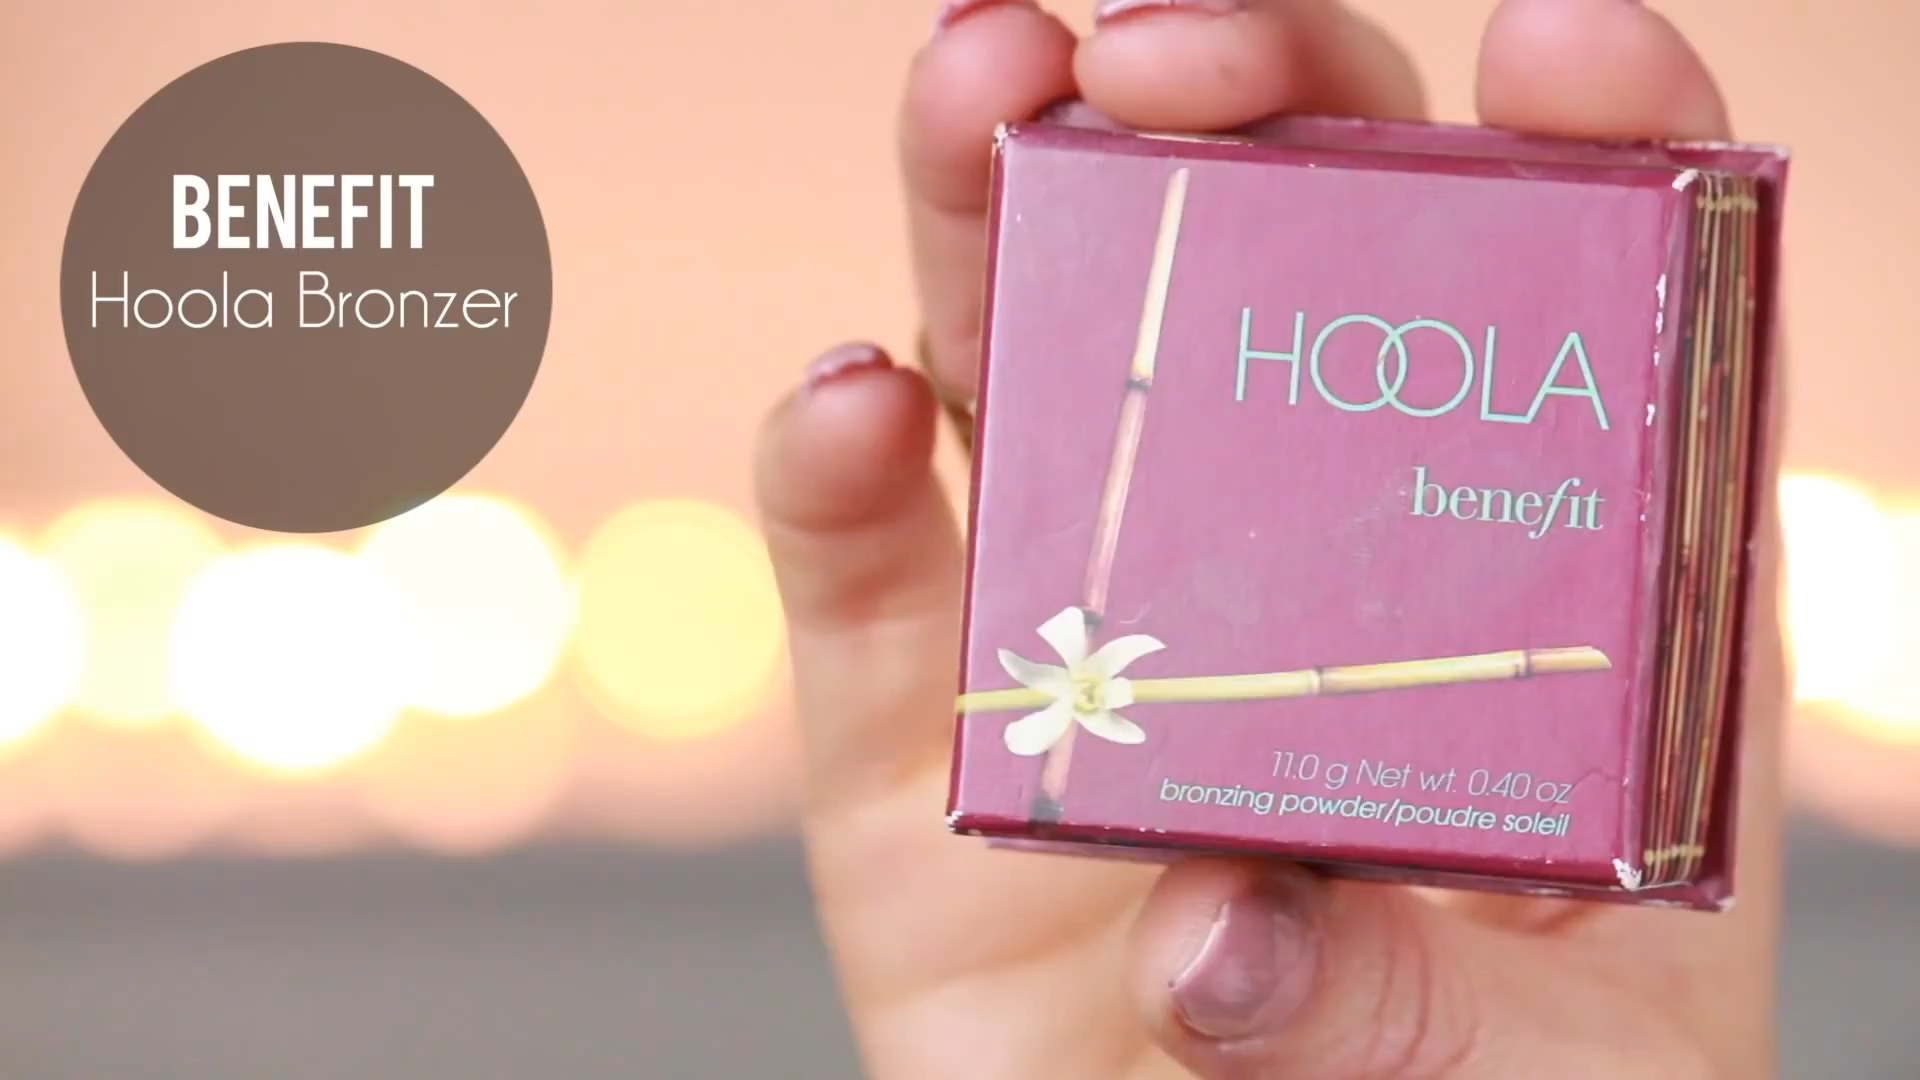 BENEFIT
Hoola Bronzer
HOOLA
benefit
11.0 g Net wt. 0.40 oz
bronzing powder/poudre soleil